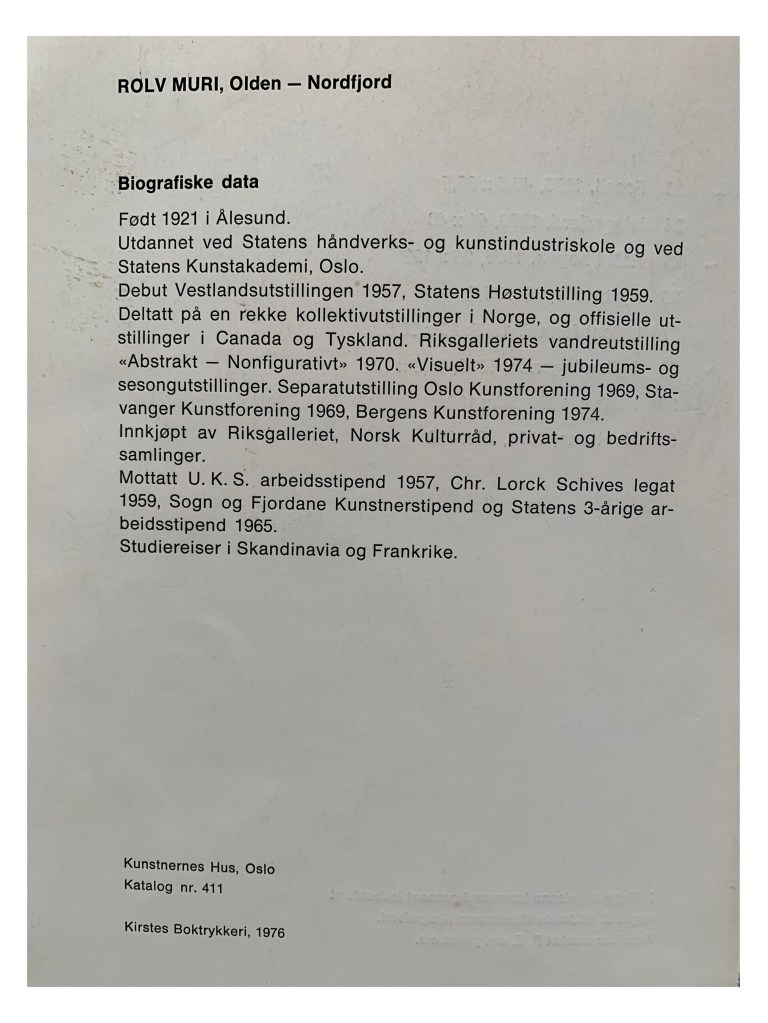 ROLV MURI, Olden — Nordfjord
Biografiske data
Født 1921 i Ålesund.
Utdannet ved Statens håndverks- og kunstindustriskole og ved
Statens Kunstakademi, Oslo.
Debut Vestlandsutstillingen 1957, Statens Høstutstilling 1959.
Deltatt på en rekke kollektivutstillinger i Norge, og offisielle ut-
stillinger i Canada og Tyskland. Riksgalleriets vandreutstilling
«Abstrakt — Nonfigurativt» 1970. «Visuelt» 1974 — jubileums- og
sesongutstillinger. Separatutstilling Oslo Kunstforening 1969, Sta-
vanger Kunstforening 1969, Bergens Kunstforening 1974.
Innkjøpt av Riksgalleriet, Norsk Kulturråd, privat- og bedrifts-
samlinger.
Mottatt U. K. S. arbeidsstipend 1957, Chr. Lorck Schives legat
1959, Sogn og Fjordane Kunstnerstipend og Statens 3-årige ar-
beidsstipend 1965.
Studiereiser i Skandinavia og Frankrike.
Kunstnernes Hus, Oslo
Katalog nr. 411
Kirstes Boktrykkeri, 1976